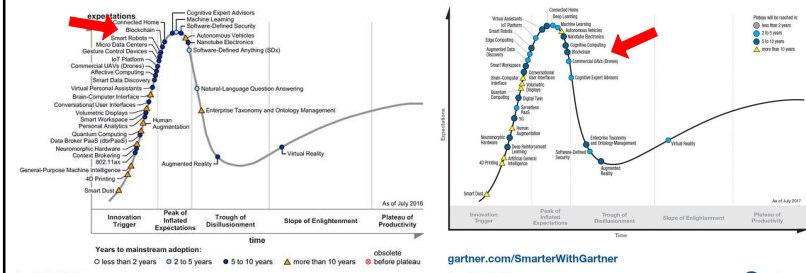 expectations
Connected Home
Blockchain
Smart Robots
Micro Data Centers
Gesture Control Devices
IoT Platform
Commercial UAVs (Drones)
Affective Computing
Smart Data Discovery
Virtual Personal Assistants
Brain-Computer Interface
Conversational User Interfaces
Volumetric Displays
Smart Workspace
Personal Analytics
Quantum Computing
Data Broker PaaS (dbrPaaS)
Neuromorphic Hardware
Context Brokering
802.11ax
General-Purpose Machine Intelligence
4D Printing
Smart Dust
Human
Augmentation
Cognitive Expert Advisors
Machine Learning
Software-Defined Security
Autonomous Vehicles
Nanotube Electronics
Software-Defined Anything (SDx)
Natural-Language Question Answering
Enterprise Taxonomy and Ontology Management
Augmented Reality
Virtual Reality
As of July 2016
Innovation
Trigger
Peak of
Inflated
Expectations
Trough of
Disillusionment
Slope of Enlightenment
Plateau of
Productivity
time
Years to mainstream adoption:
less than 2 years
2 to 5 years
5 to 10 years
more than 10 years
obsolete
before plateau
Expectations
Connected Home
Deep Learning
Virtual Assistants
IoT Platform
Smart Robots
Edge Computing
Augmented Data
Discovery
Smart Workspace
Brain-Computer
Interface
Quantum
Computing
Neuromorphic
Hardware
4D Printing
Smart Dust
Machine Learning
Autonomous Vehicles
Nanotube Electronics
Cognitive Computing
Blockchain
Commercial UAVs (Drones)
Cognitive Expert Advisors
Conversational
User Interfaces
Volumetric
Displays
Digital Twin
Serverless
PaaS
5G
Human
Augmentation
Deep Reinforcement
Learning
Artificial General
Intelligence
Enterprise Taxonomy
and Ontology Management
Software-Defined
Security
Augmented
Reality
Virtual Reality
Plateau will be reached in:
less than 2 years
2 to 5 years
5 to 10 years
more than 10 years
As of July 2017
Innovation
Trigger
Peak of
Inflated
Expectations
Trough of
Disillusionment
Slope of Enlightenment
Plateau of
Productivity
Time
gartner.com/SmarterWithGartner